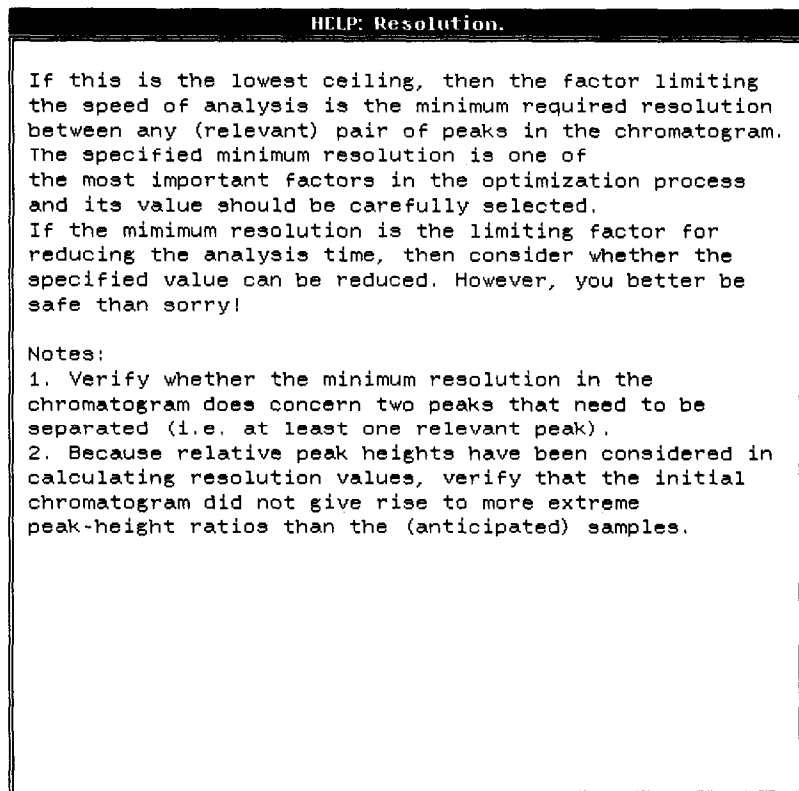 HELP: Resolution.
If this is the lowest ceiling, then the factor limiting
the speed of analysis is the minimum required resolution
between any (relevant) pair of peaks in the chromatogram.
The specified minimum resolution is one of
the most important factors in the optimization process
and its value should be carefully selected.
If the mimimum resolution is the limiting factor for
reducing the analysis time, then consider whether the
specified value can be reduced. However, you better be
safe than sorry!
Notes:
1. Verify whether the minimum resolution in the
chromatogram does concern two peaks that need to be
separated (i.e. at least one relevant peak).
2. Because relative peak heights have been considered in
calculating resolution values, verify that the initial
chromatogram did not give rise to more extreme
peak-height ratios than the (anticipated) samples.